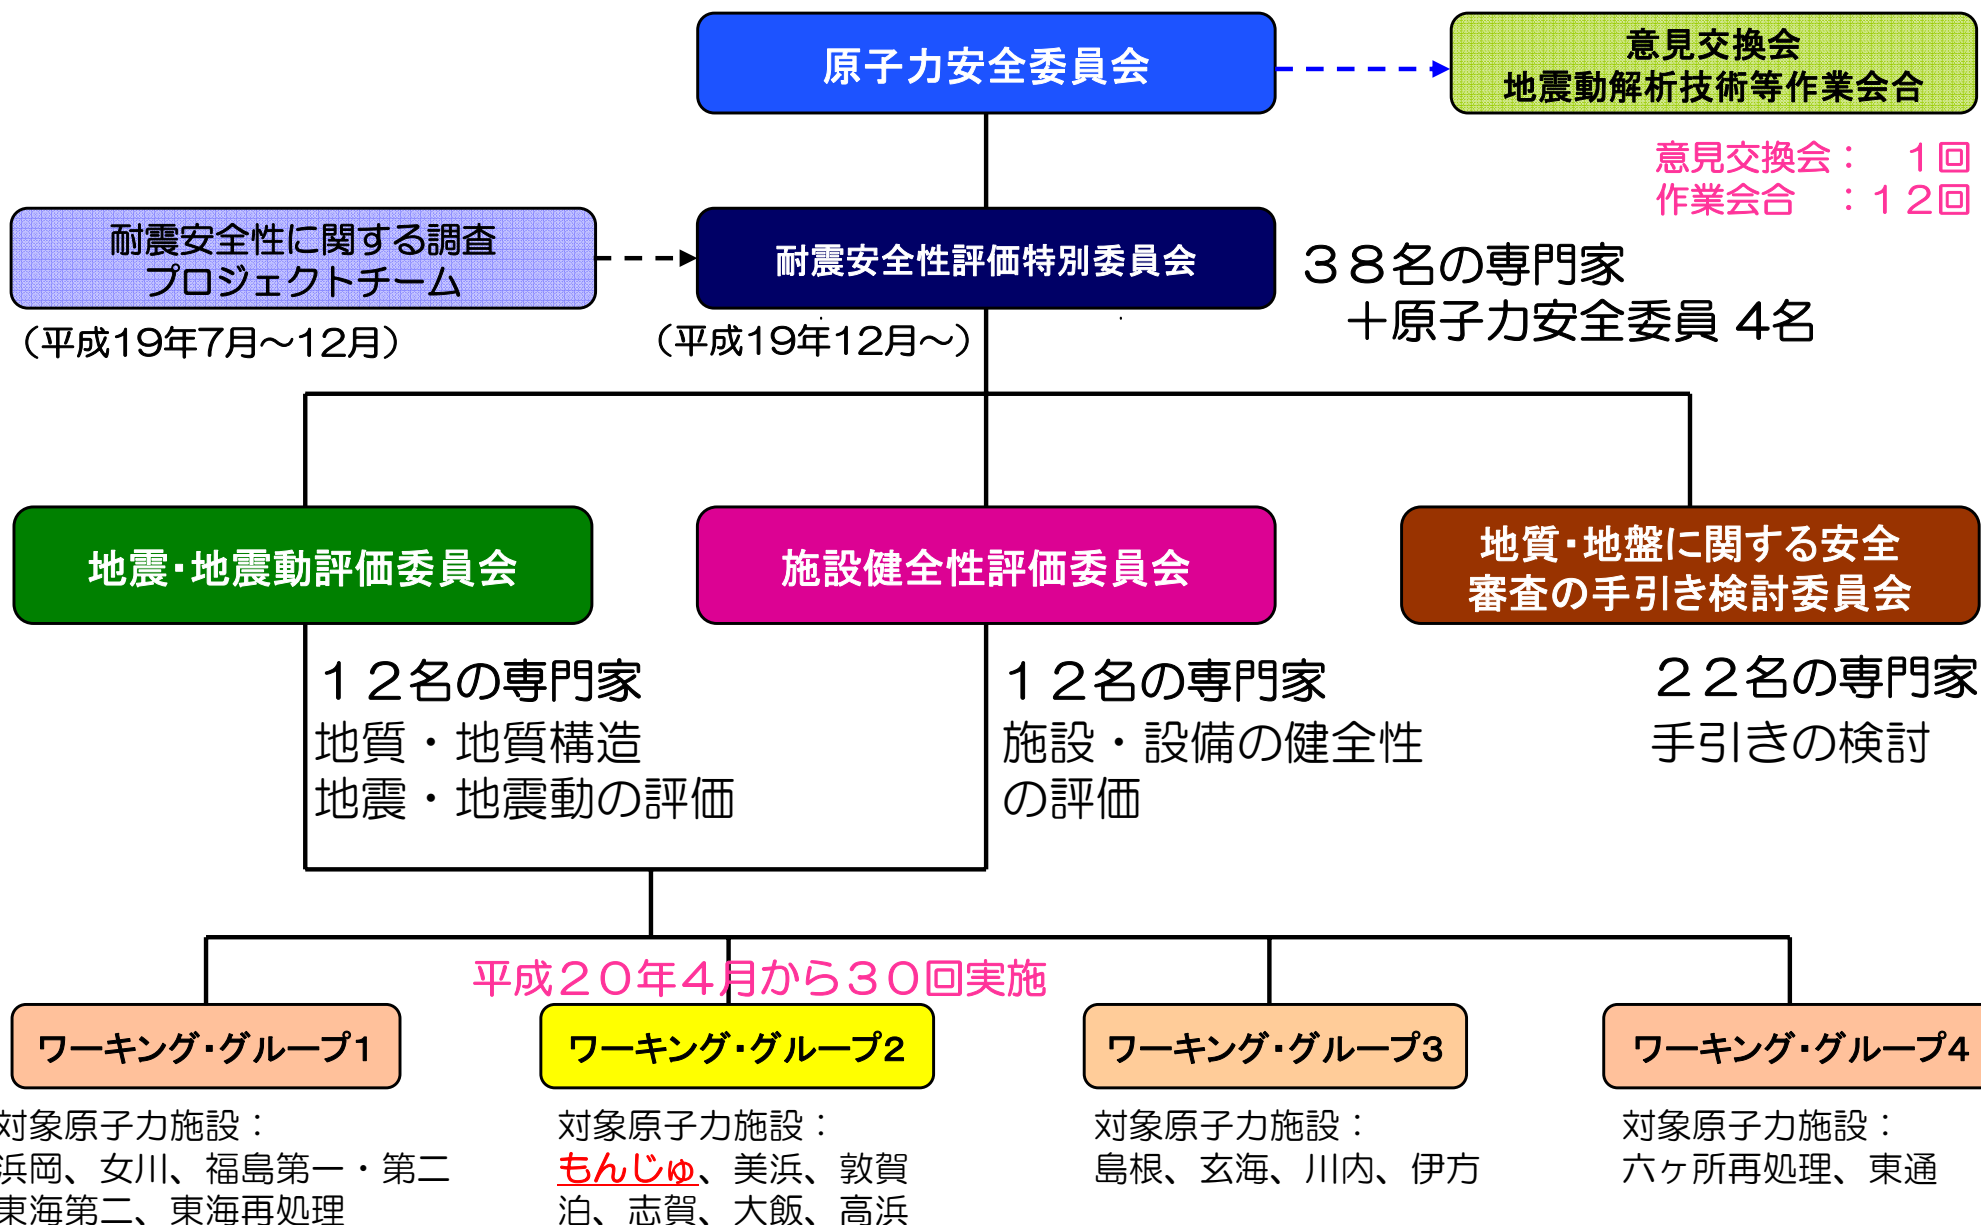 原子力安全委員会
意見交換会
地震動解析技術等作業会合
意見交換会：　１回
作業会合　：１２回
耐震安全性に関する調査
プロジェクトチーム
（平成19年7月～12月）
耐震安全性評価特別委員会
（平成19年12月～）
３８名の専門家
＋原子力安全委員 4名
地震・地震動評価委員会
施設健全性評価委員会
地質・地盤に関する安全
審査の手引き検討委員会
１２名の専門家
地質・地質構造
地震・地震動の評価
１２名の専門家
施設・設備の健全性
の評価
２２名の専門家
手引きの検討
平成２０年４月から３０回実施
ワーキング・グループ1
ワーキング・グループ2
ワーキング・グループ3
ワーキング・グループ4
対象原子力施設：
浜岡、女川、福島第一・第二
東海第二、東海再処理
対象原子力施設：
もんじゅ、美浜、敦賀
泊、志賀、大飯、高浜
対象原子力施設：
島根、玄海、川内、伊方
対象原子力施設：
六ヶ所再処理、東通